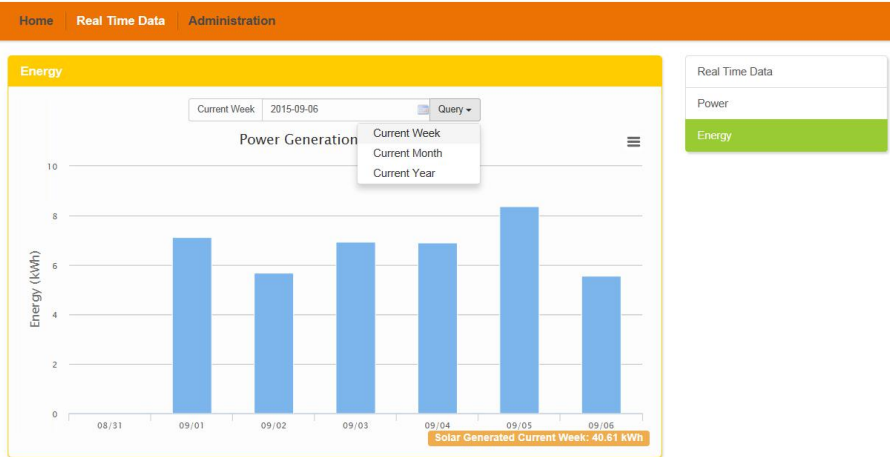 Home Real Time Data Administration
Energy
Current Week 2015-09-06 Query
Power Generation
Current Week
Current Month
Current Year
10
8
6
4
2
0
Energy (kWh)
08/31 09/01 09/02 09/03 09/04 09/05 09/06
Solar Generated Current Week: 40.61 kWh
Real Time Data
Power
Energy